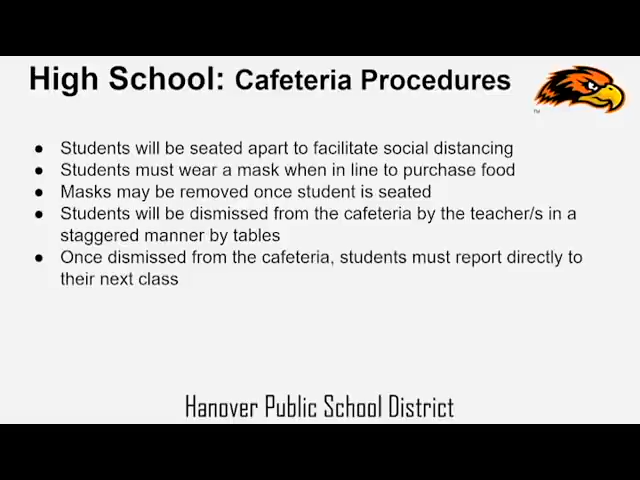 High School: Cafeteria Procedures
TM
● Students will be seated apart to facilitate social distancing
● Students must wear a mask when in line to purchase food
● Masks may be removed once student is seated
● Students will be dismissed from the cafeteria by the teacher/s in a
staggered manner by tables
● Once dismissed from the cafeteria, students must report directly to
their next class
Hanover Public School District